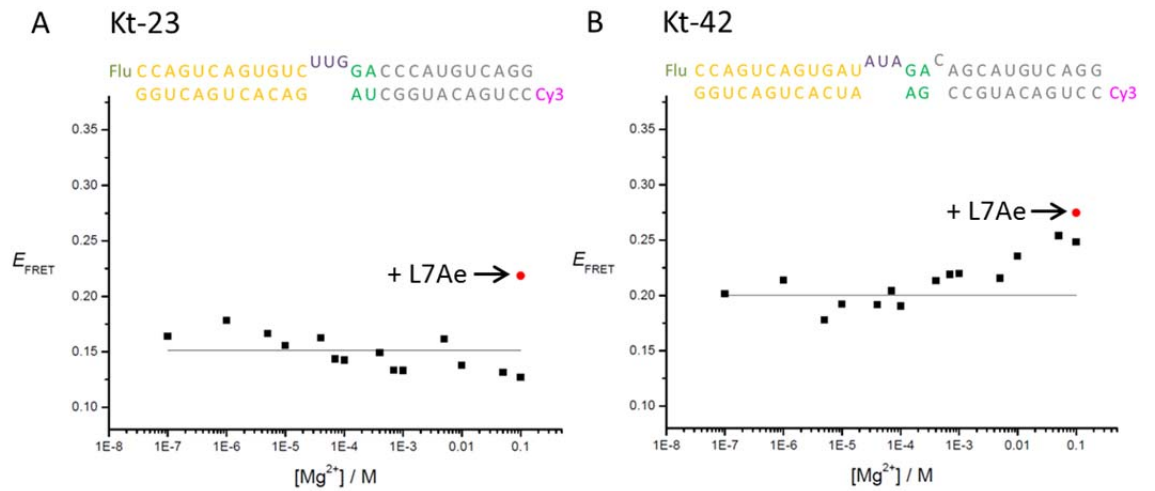 A Kt-23
Flu CCAGUCAGUGUC UUG GACCCAUGUCAGG
GGUCAGUCACAG AUCGGUACAGUCC Cy3
0.35
0.30
0.25
0.20
0.15
0.10
EFRET
+ L7Ae
1E-8 1E-7 1E-6 1E-5 1E-4 1E-3 0.01 0.1
[Mg2+] / M
B Kt-42
Flu CCAGUCAGUGAU AUA GA C AGCAUGUCAGG
GGUCAGUCACUA AG CCGUACAGUCC Cy3
0.35
0.30
0.25
0.20
0.15
0.10
EFRET
+ L7Ae
1E-8 1E-7 1E-6 1E-5 1E-4 1E-3 0.01 0.1
[Mg2+] / M